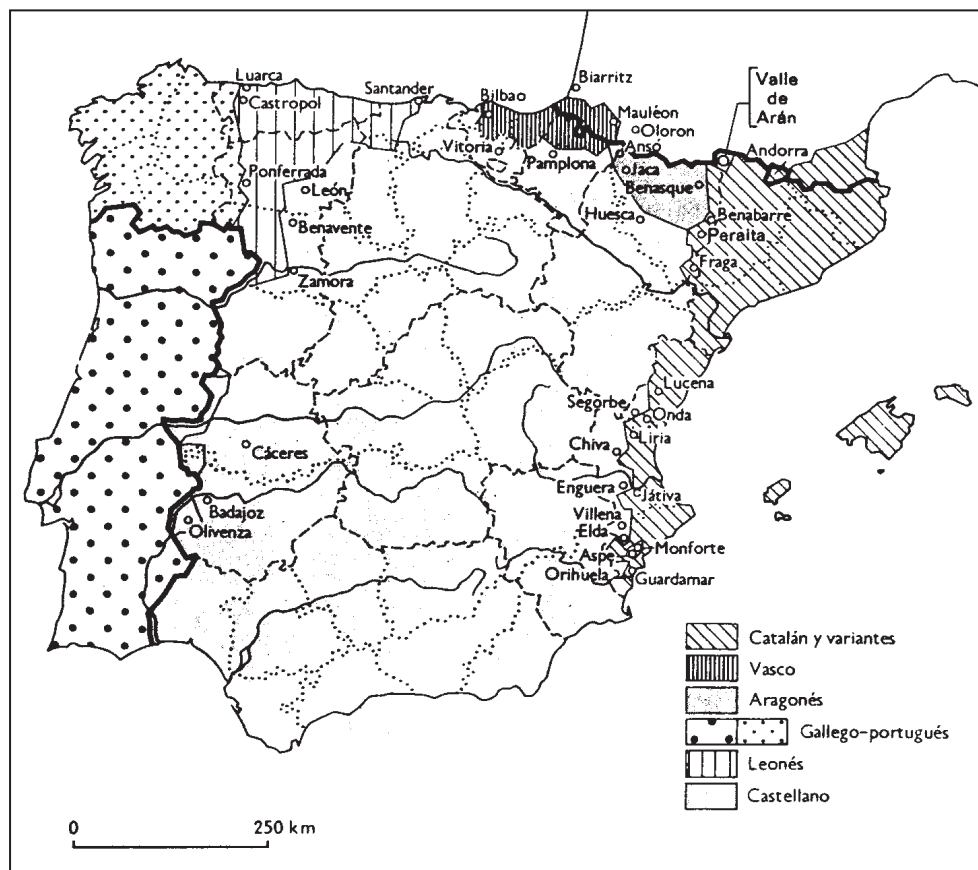 Luarca
Castropol
Santander
Bilbao
Biarritz
Mauléon
Oloron
Valle
de
Arán
Andorra
Vitoria
Pamplona
Ansó
Jaca
Benasque
Ponferrada
León
Huesca
Benabarre
Benavente
Peralta
Fraga
Zamora
Lucena
Segorbe
Onda
Liria
Cáceres
Chiva
Enguera
Játiva
Badajoz
Olivenza
Villena
Elda
Monforte
Aspe
Orihuela
Guardamar
Catalán y variantes
Vasco
Aragonés
Gallego-portugués
Leonés
Castellano
0 250 km